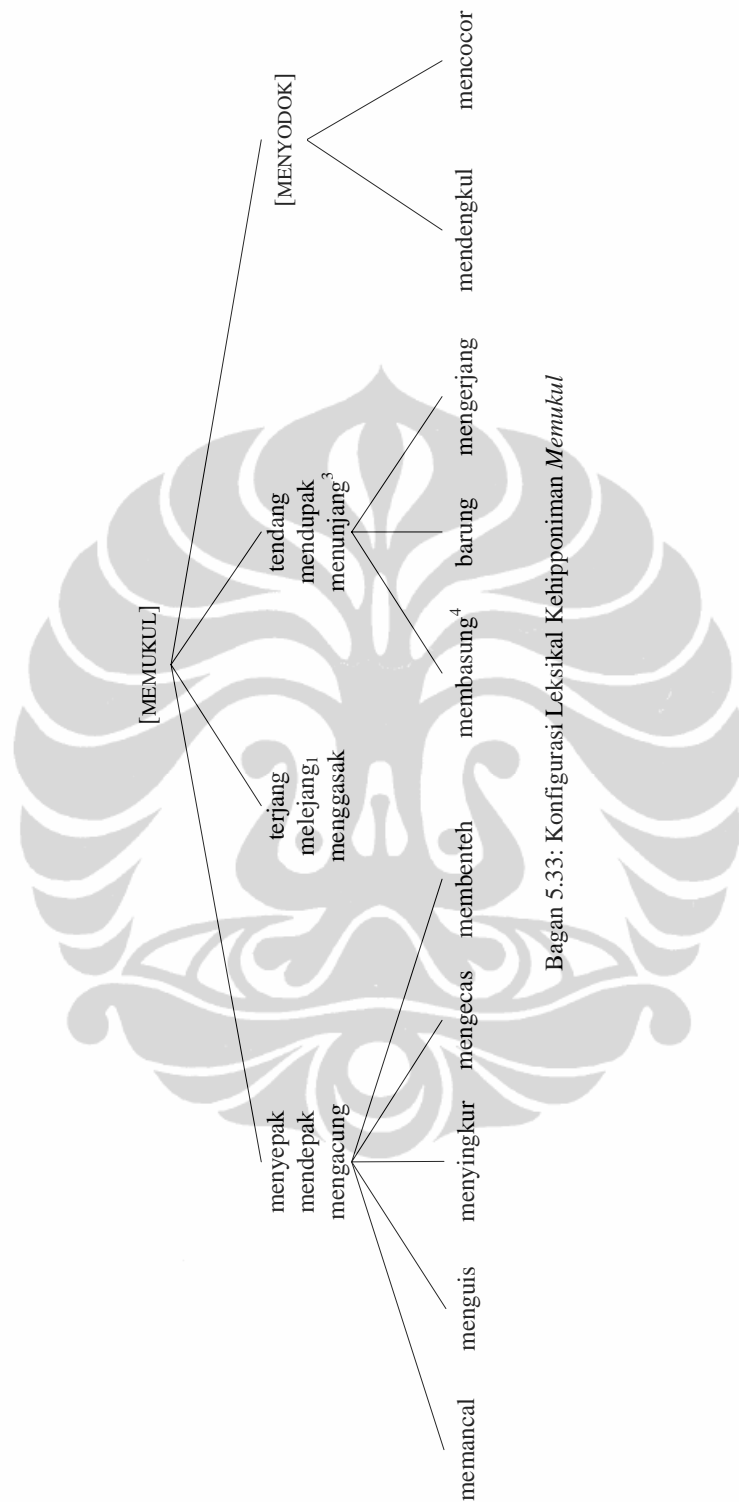 [MEMUKUL]
menyepak
mendepak
mengacung
terjang
melejang₁
menggasak
tendang
mendupak
menunjang³
[MENYODOK]
memancal
menguis
menyingkur
mengecas
membenteh
membasung⁴
barung
mengerjang
mendengkul
mencocor
Bagan 5.33: Konfigurasi Leksikal Kehipponiman Memukul